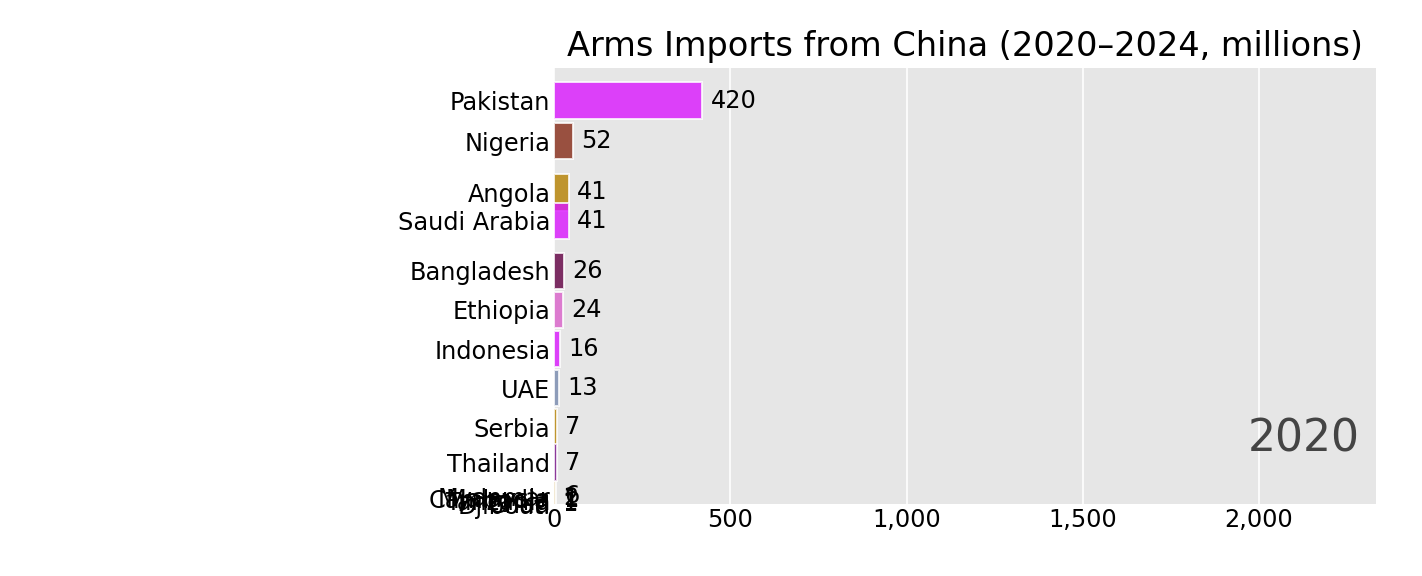 Arms Imports from China (2020–2024, millions)
Pakistan 420
Nigeria 52
Angola 41
Saudi Arabia 41
Bangladesh 26
Ethiopia 24
Indonesia 16
UAE 13
Serbia 7
Thailand 7
2020
0 500 1,000 1,500 2,000